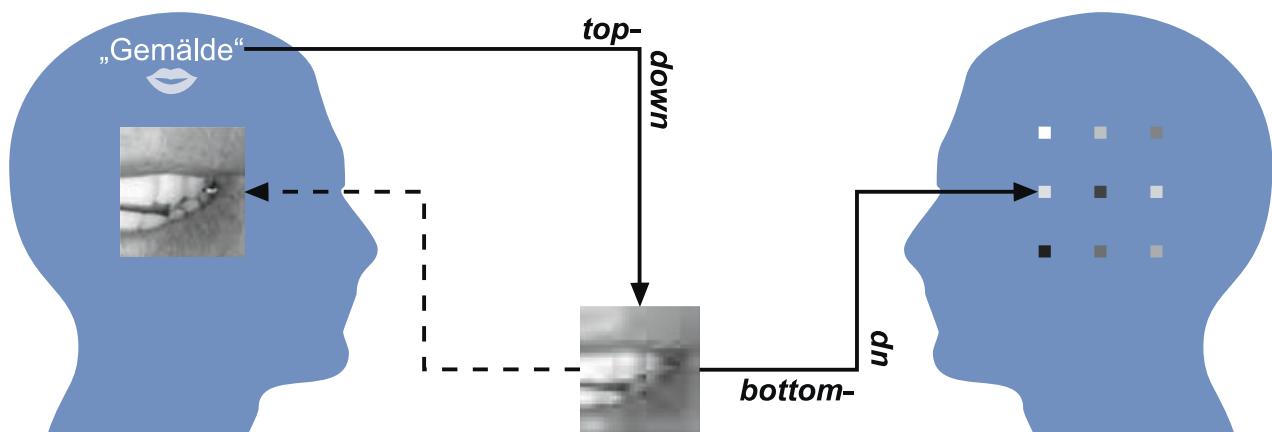 „Gemälde“
top-
down
bottom-
up